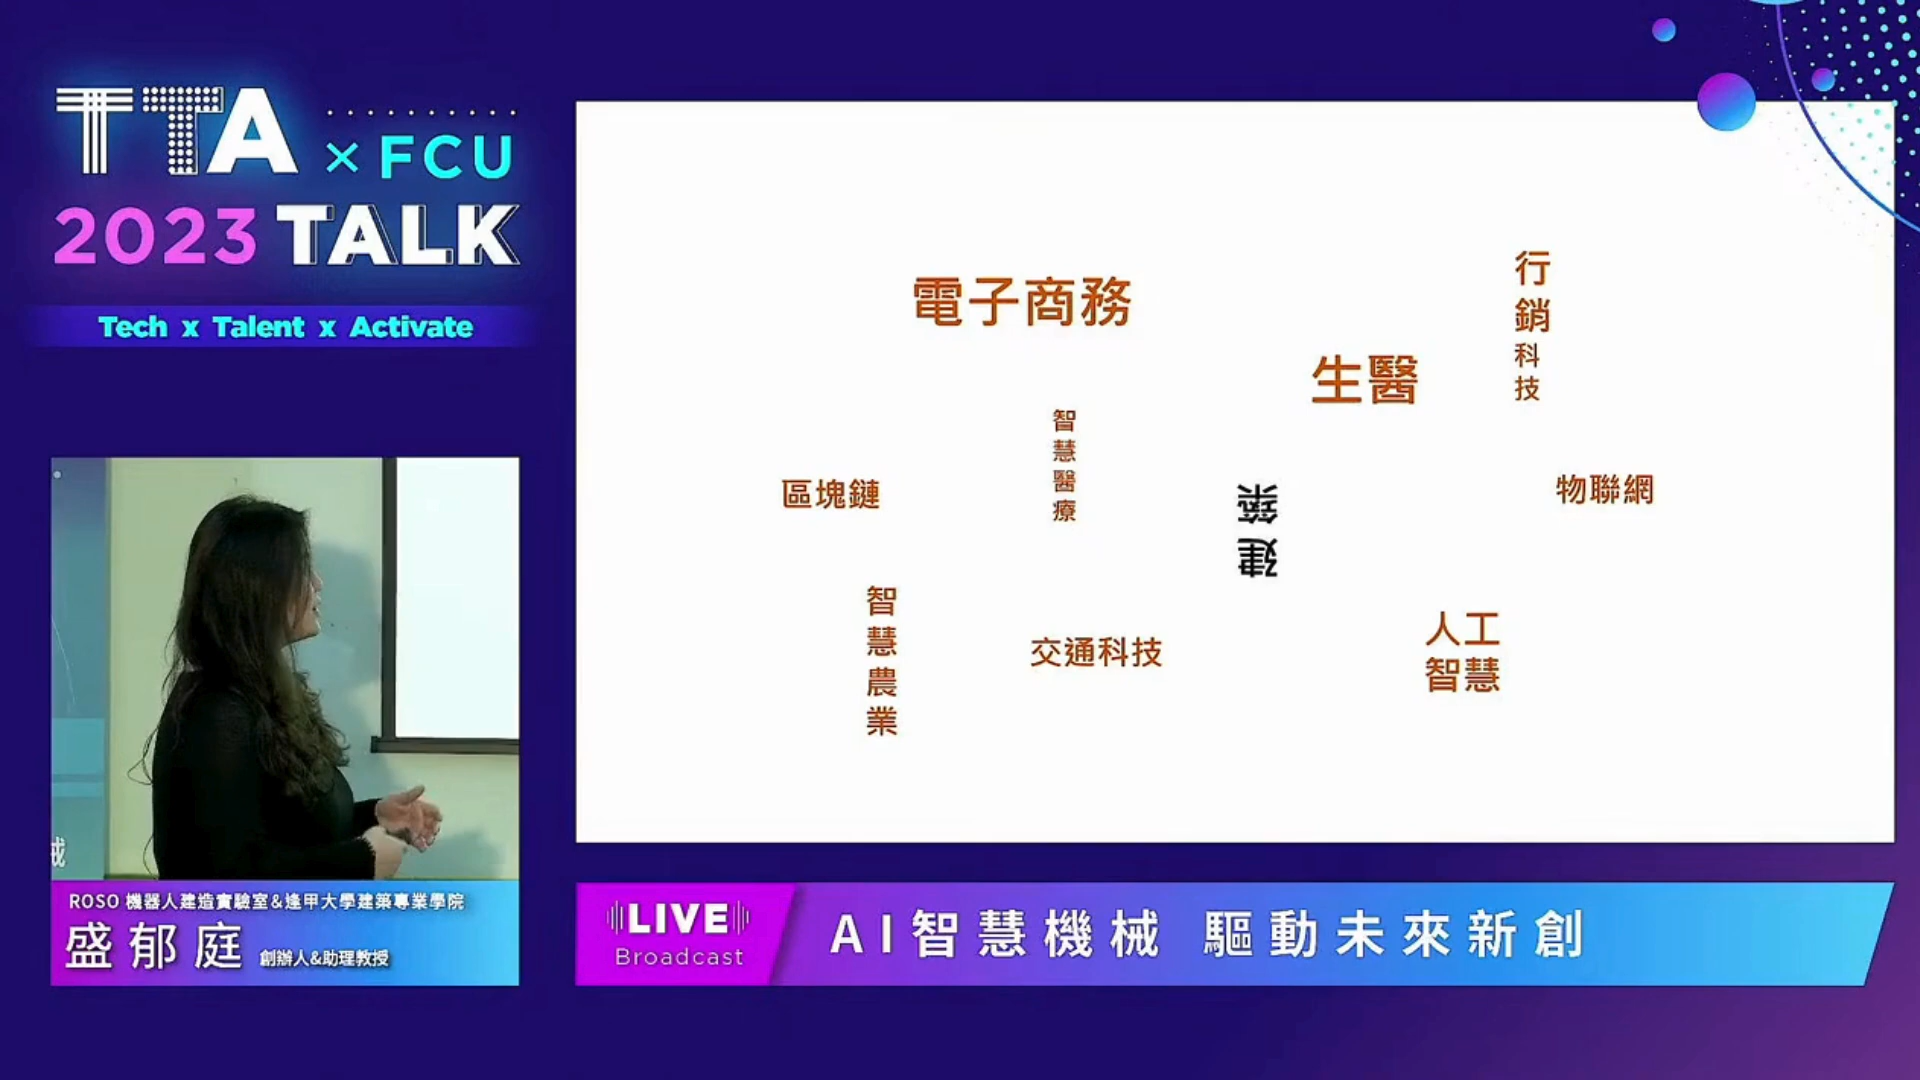 TTA × FCU
2023 TALK
Tech x Talent x Activate
電子商務
行銷科技
生醫
智慧醫療
區塊鏈
建築
物聯網
智慧農業
交通科技
人工
智慧
械
ROSO 機器人建造實驗室&逢甲大學建築專業學院
盛郁庭 創辦人&助理教授
LIVE
Broadcast
AI智慧機械 驅動未來新創